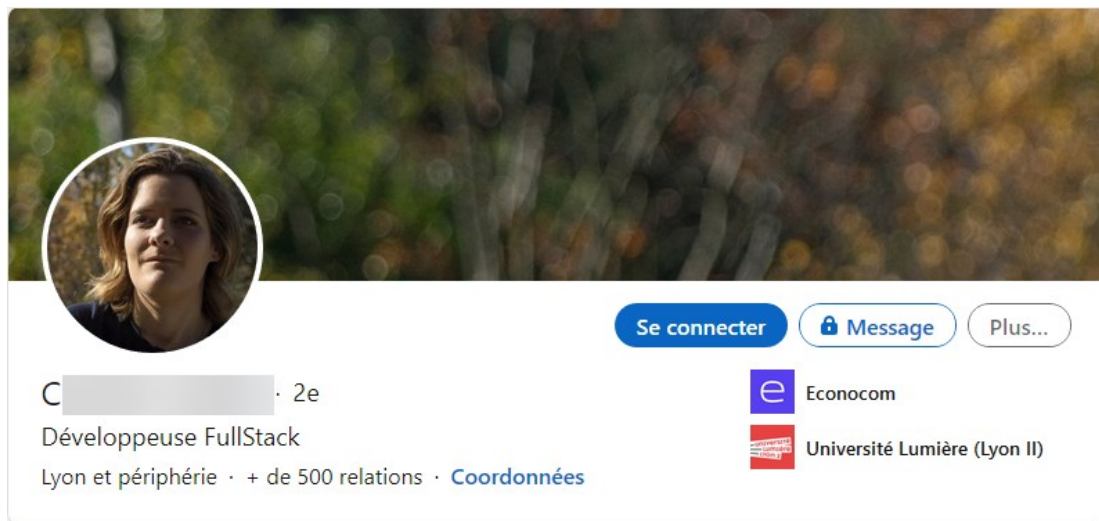 Se connecter
Message
Plus...
C · 2e
Développeuse FullStack
Lyon et périphérie · + de 500 relations · Coordonnées
e Econocom
Université Lumière (Lyon II)